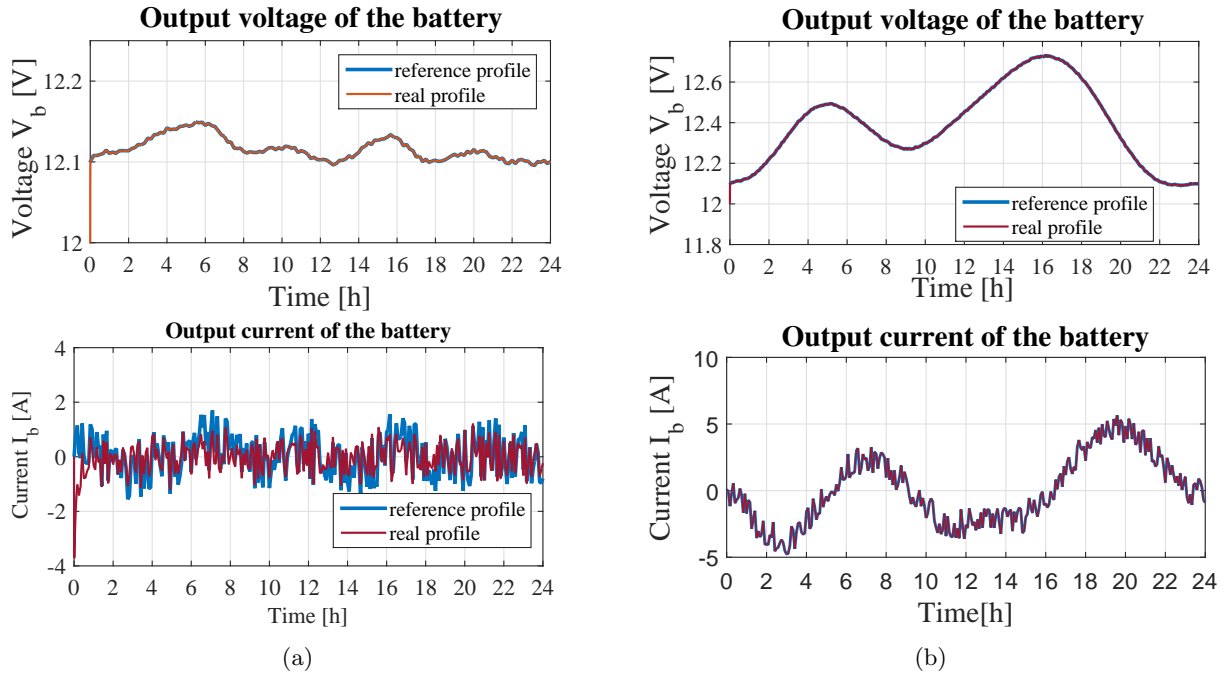 Output voltage of the battery
Voltage V_b [V]
12.2
12.1
12
reference profile
real profile
0 2 4 6 8 10 12 14 16 18 20 22 24
Time [h]
Output current of the battery
Current I_b [A]
4
2
0
-2
-4
reference profile
real profile
0 2 4 6 8 10 12 14 16 18 20 22 24
Time [h]
(a)
Output voltage of the battery
Voltage V_b [V]
12.6
12.4
12.2
12
11.8
reference profile
real profile
0 2 4 6 8 10 12 14 16 18 20 22 24
Time [h]
Output current of the battery
Current I_b [A]
10
5
0
-5
0 2 4 6 8 10 12 14 16 18 20 22 24
Time[h]
(b)